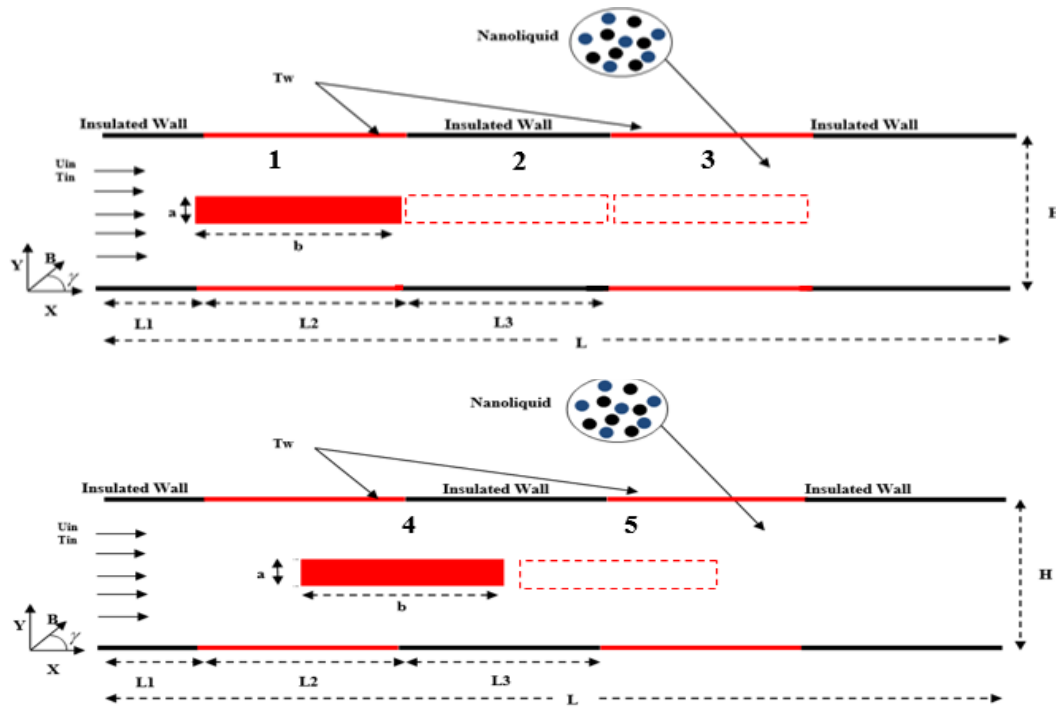 Nanoliquid
Tw
Insulated Wall
Insulated Wall
Insulated Wall
1
2
3
Uin
Tin
a
b
H
Y
B
γ
X
L1
L2
L3
L
Nanoliquid
Tw
Insulated Wall
Insulated Wall
Insulated Wall
4
5
Uin
Tin
a
b
H
Y
B
γ
X
L1
L2
L3
L